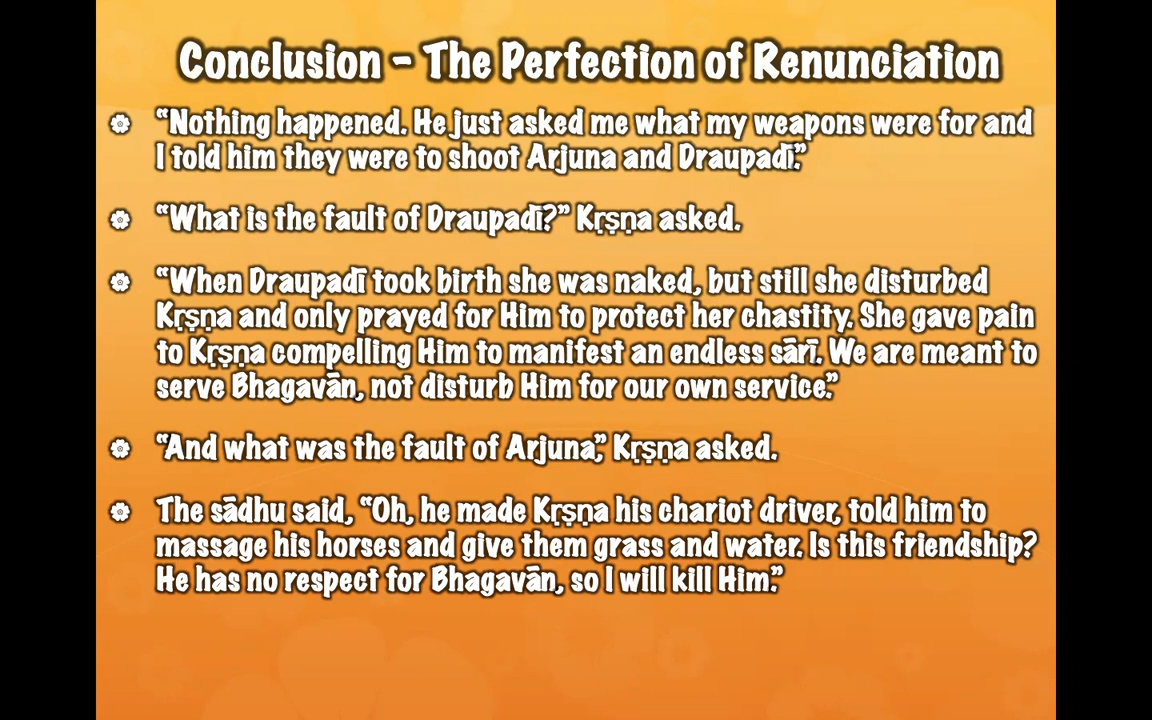 Conclusion - The Perfection of Renunciation
“Nothing happened. He just asked me what my weapons were for and
I told him they were to shoot Arjuna and Draupadī.”
“What is the fault of Draupadī?” Kṛṣṇa asked.
“When Draupadī took birth she was naked, but still she disturbed
Kṛṣṇa and only prayed for Him to protect her chastity. She gave pain
to Kṛṣṇa compelling Him to manifest an endless sārī. We are meant to
serve Bhagavān, not disturb Him for our own service.”
“And what was the fault of Arjuna,” Kṛṣṇa asked.
The sādhu said, “Oh, he made Kṛṣṇa his chariot driver, told him to
massage his horses and give them grass and water. Is this friendship?
He has no respect for Bhagavān, so I will kill Him.”